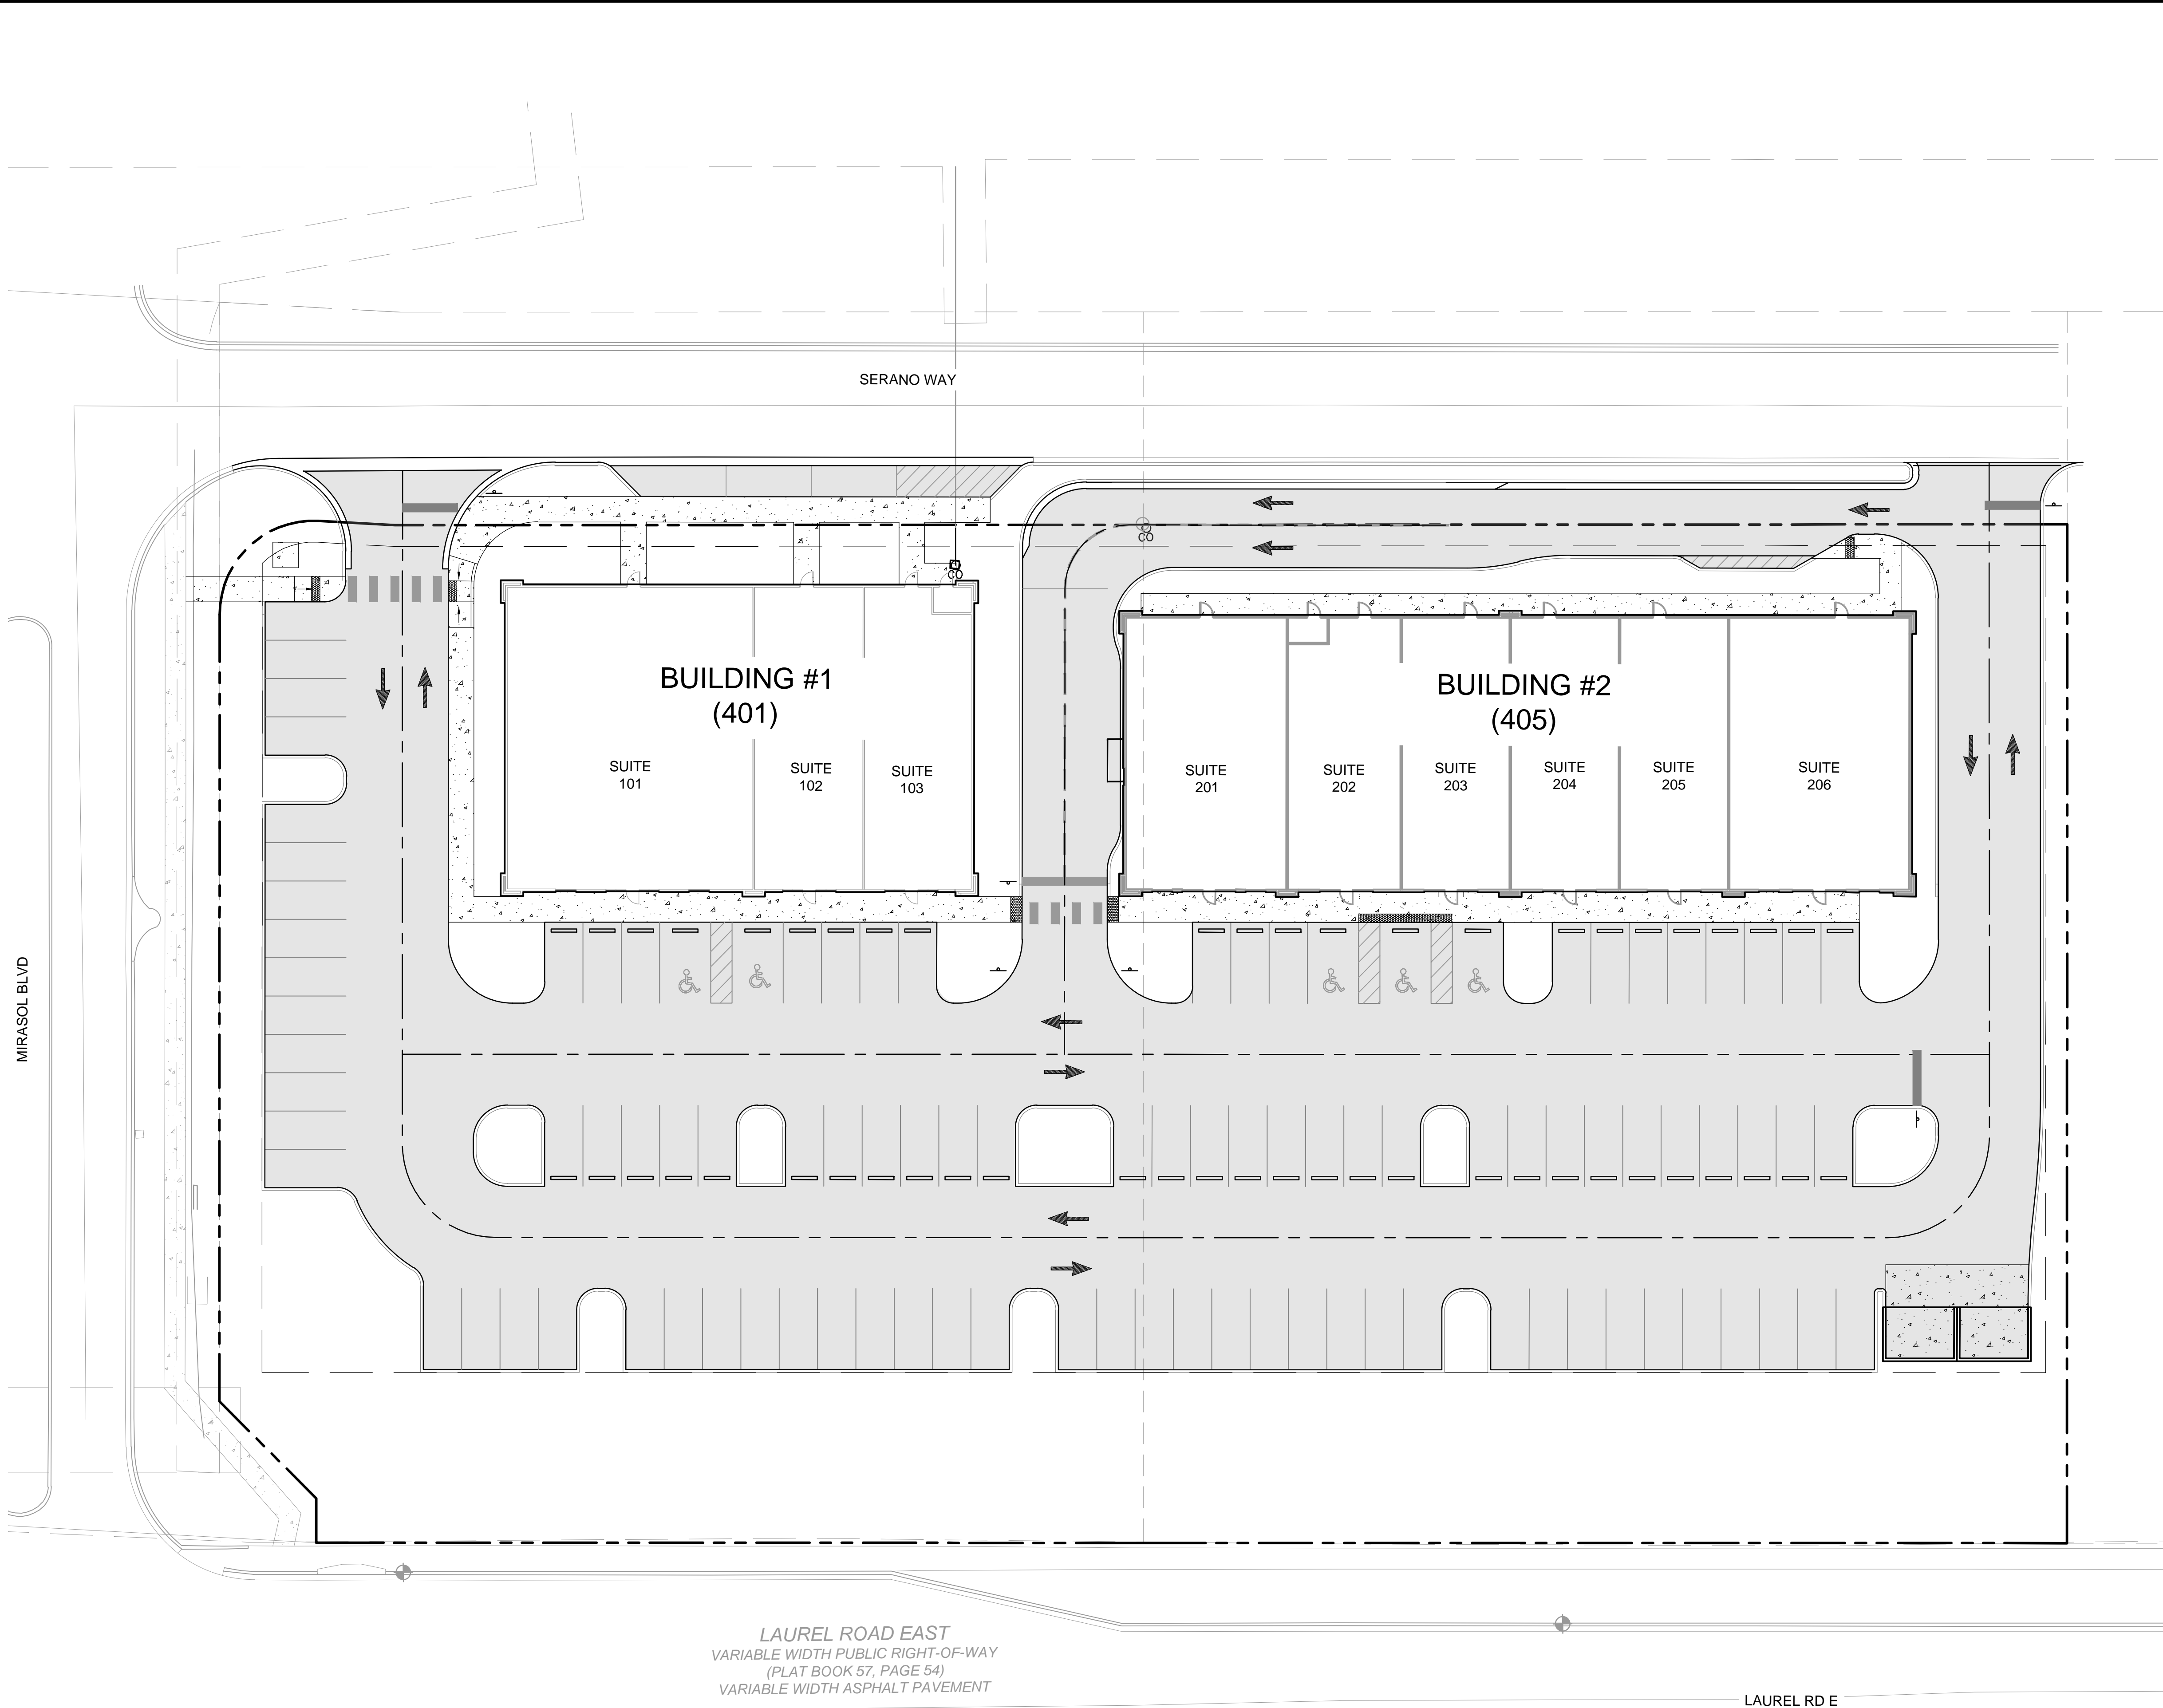 SERANO WAY
CO
CO
BUILDING #1
(401)
BUILDING #2
(405)
SUITE
101
SUITE
102
SUITE
103
SUITE
201
SUITE
202
SUITE
203
SUITE
204
SUITE
205
SUITE
206
MIRASOL BLVD
LAUREL ROAD EAST
VARIABLE WIDTH PUBLIC RIGHT-OF-WAY
(PLAT BOOK 57, PAGE 54)
VARIABLE WIDTH ASPHALT PAVEMENT
LAUREL RD E